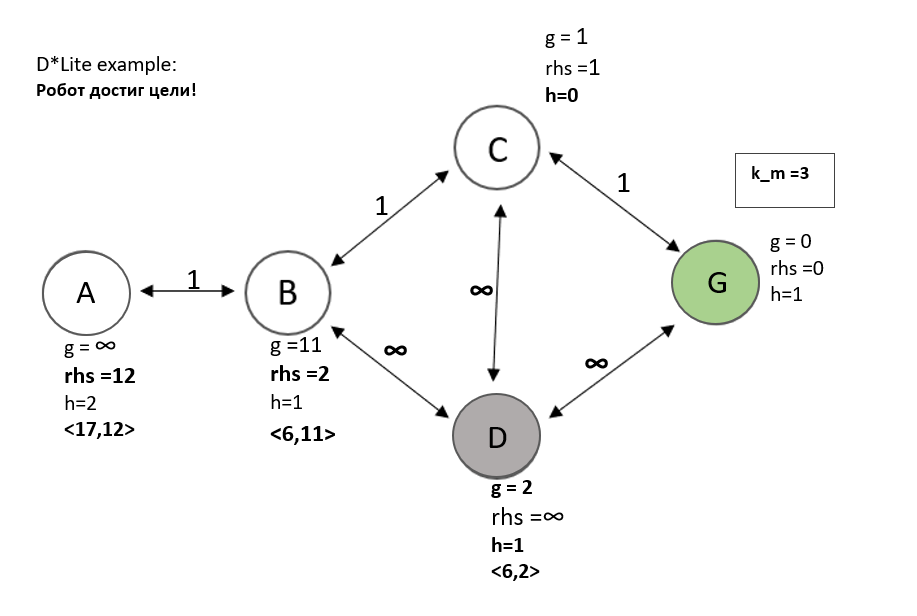 D*Lite example:
Робот достиг цели!
g = 1
rhs =1
h=0
C
k_m =3
1
1
g = 0
rhs =0
h=1
G
A
1
B
∞
g = ∞
rhs =12
h=2
<17,12>
g =11
rhs =2
h=1
<6,11>
∞
∞
D
g = 2
rhs =∞
h=1
<6,2>